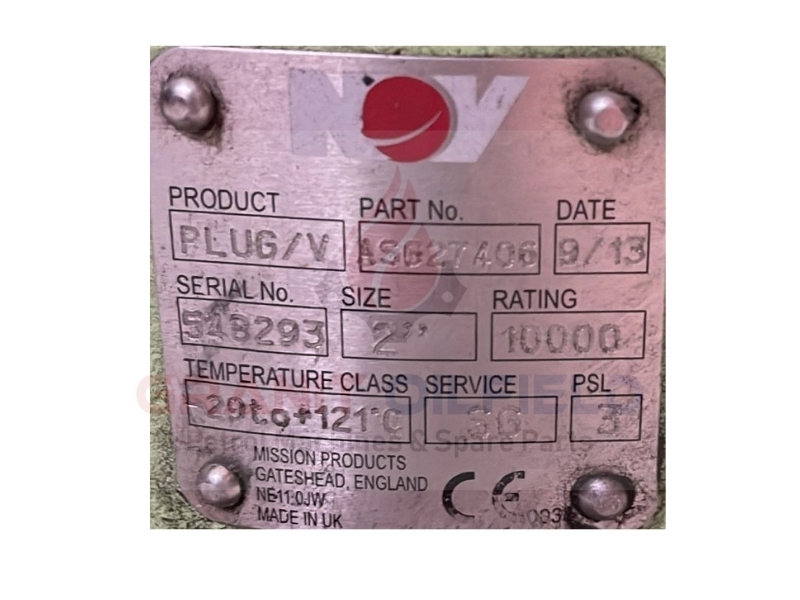 NOV
PRODUCT PART No. DATE
PLUG/V ASG27406 9/13
SERIAL No. SIZE RATING
548293 2" 10000
TEMPERATURE CLASS SERVICE PSL
-29to+121°C SG 3
MISSION PRODUCTS
GATESHEAD, ENGLAND
NE11 0JW
MADE IN UK
CE